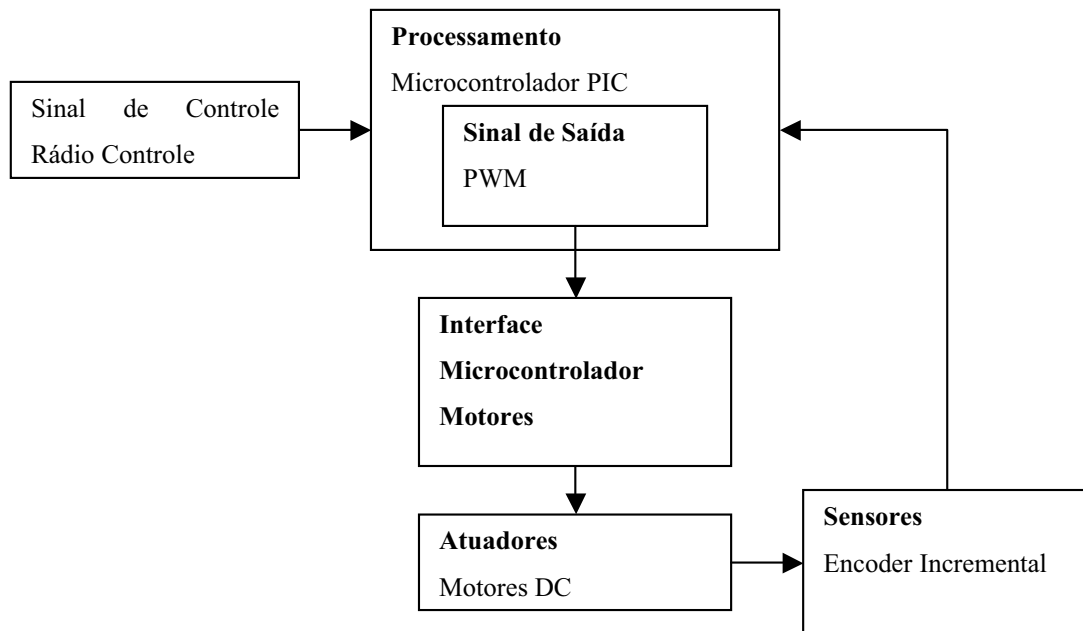 Processamento
Microcontrolador PIC
Sinal de Controle
Rádio Controle
Sinal de Saída
PWM
Interface
Microcontrolador
Motores
Atuadores
Motores DC
Sensores
Encoder Incremental